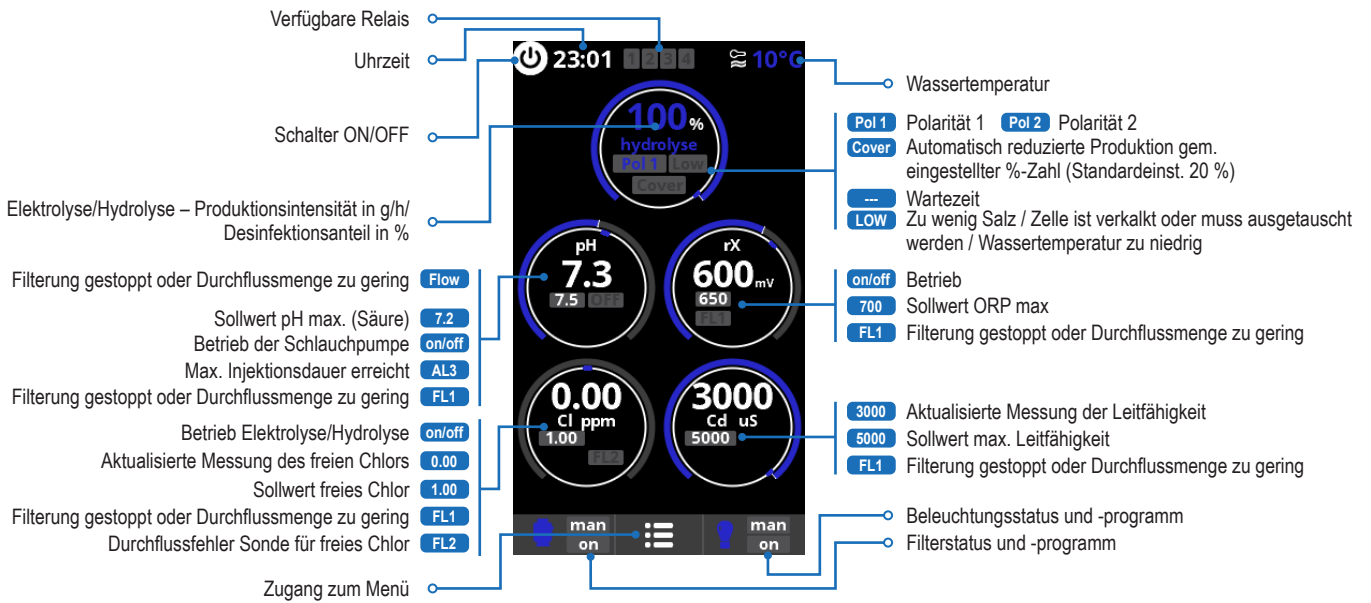 Verfügbare Relais
Uhrzeit
Schalter ON/OFF
Elektrolyse/Hydrolyse – Produktionsintensität in g/h/
Desinfektionsanteil in %
Filterung gestoppt oder Durchflussmenge zu gering Flow
Sollwert pH max. (Säure) 7.2
Betrieb der Schlauchpumpe on/off
Max. Injektionsdauer erreicht AL3
Filterung gestoppt oder Durchflussmenge zu gering FL1
Betrieb Elektrolyse/Hydrolyse on/off
Aktualisierte Messung des freien Chlors 0.00
Sollwert freies Chlor 1.00
Filterung gestoppt oder Durchflussmenge zu gering FL1
Durchflussfehler Sonde für freies Chlor FL2
Zugang zum Menü
23:01 1 2 3 4 10°C
100 %
hydrolyse
Pol 1 Low
Cover
pH
7.3
7.5 OFF
rX
600 mV
650
FL1
0.00
Cl ppm
1.00
FL2
3000
Cd uS
5000
man
on
man
on
Wassertemperatur
Pol 1 Polarität 1 Pol 2 Polarität 2
Cover Automatisch reduzierte Produktion gem.
eingestellter %-Zahl (Standardeinst. 20 %)
--- Wartezeit
LOW Zu wenig Salz / Zelle ist verkalkt oder muss ausgetauscht
werden / Wassertemperatur zu niedrig
on/off Betrieb
700 Sollwert ORP max
FL1 Filterung gestoppt oder Durchflussmenge zu gering
3000 Aktualisierte Messung der Leitfähigkeit
5000 Sollwert max. Leitfähigkeit
FL1 Filterung gestoppt oder Durchflussmenge zu gering
Beleuchtungsstatus und -programm
Filterstatus und -programm